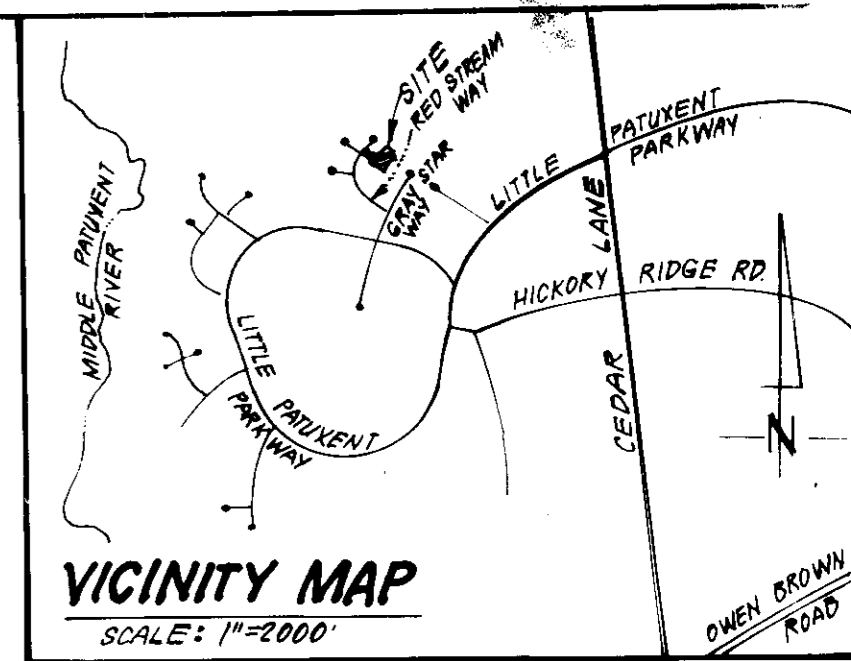 SITE
RED STREAM
WAY
GRAY STAR
WAY
LITTLE
PATUXENT
PARKWAY
MIDDLE PATUXENT
RIVER
CEDAR
LANE
HICKORY RIDGE RD.
LITTLE
PATUXENT
PARKWAY
N
OWEN BROWN
ROAD
VICINITY MAP
SCALE: 1"=2000'